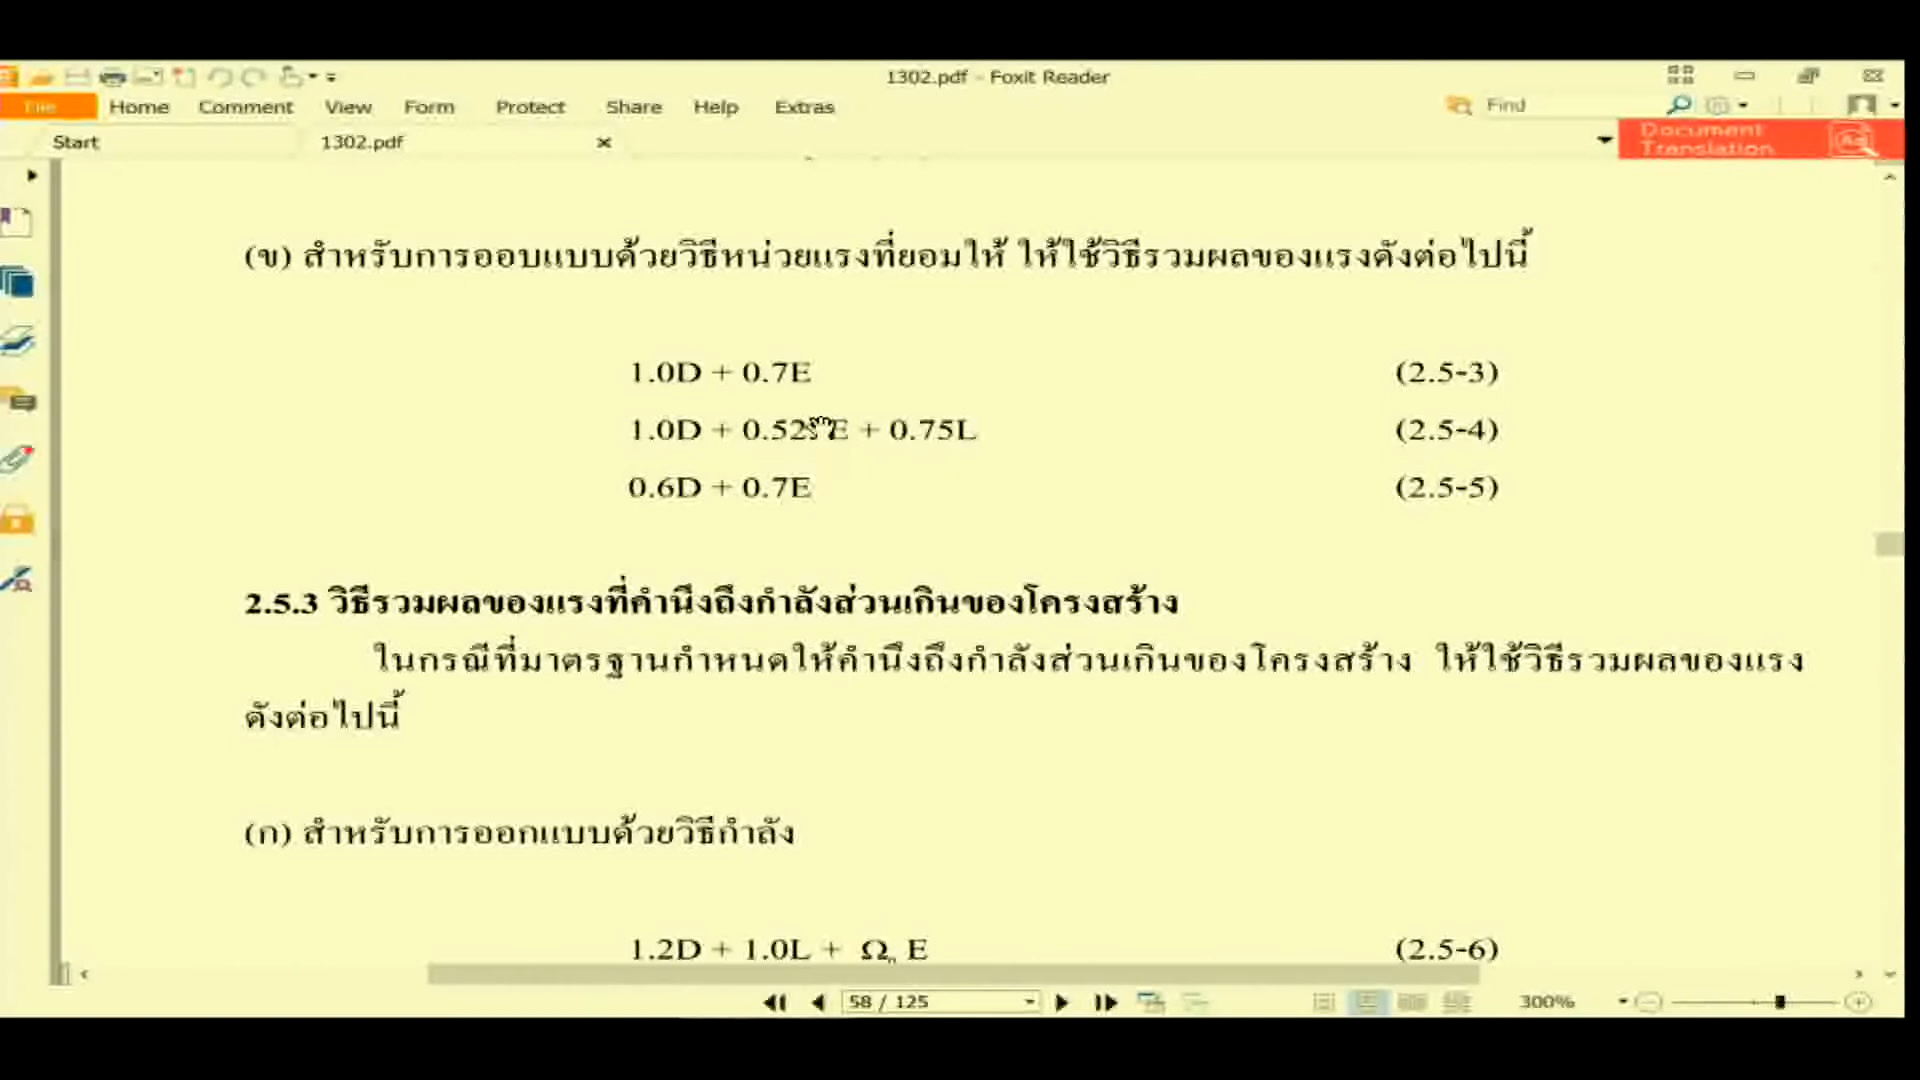 1302.pdf - Foxit Reader
File Home Comment View Form Protect Share Help Extras Find
Start 1302.pdf
Document
Translation
(ข) สำหรับการออบแบบด้วยวิธีหน่วยแรงที่ยอมให้ ให้ใช้วิธีรวมผลของแรงดังต่อไปนี้
1.0D + 0.7E (2.5-3)
1.0D + 0.525E + 0.75L (2.5-4)
0.6D + 0.7E (2.5-5)
2.5.3 วิธีรวมผลของแรงที่คำนึงถึงกำลังส่วนเกินของโครงสร้าง
ในกรณีที่มาตรฐานกำหนดให้คำนึงถึงกำลังส่วนเกินของโครงสร้าง ให้ใช้วิธีรวมผลของแรง
ดังต่อไปนี้
(ก) สำหรับการออกแบบด้วยวิธีกำลัง
1.2D + 1.0L + Ωₒ E (2.5-6)
58 / 125 300%